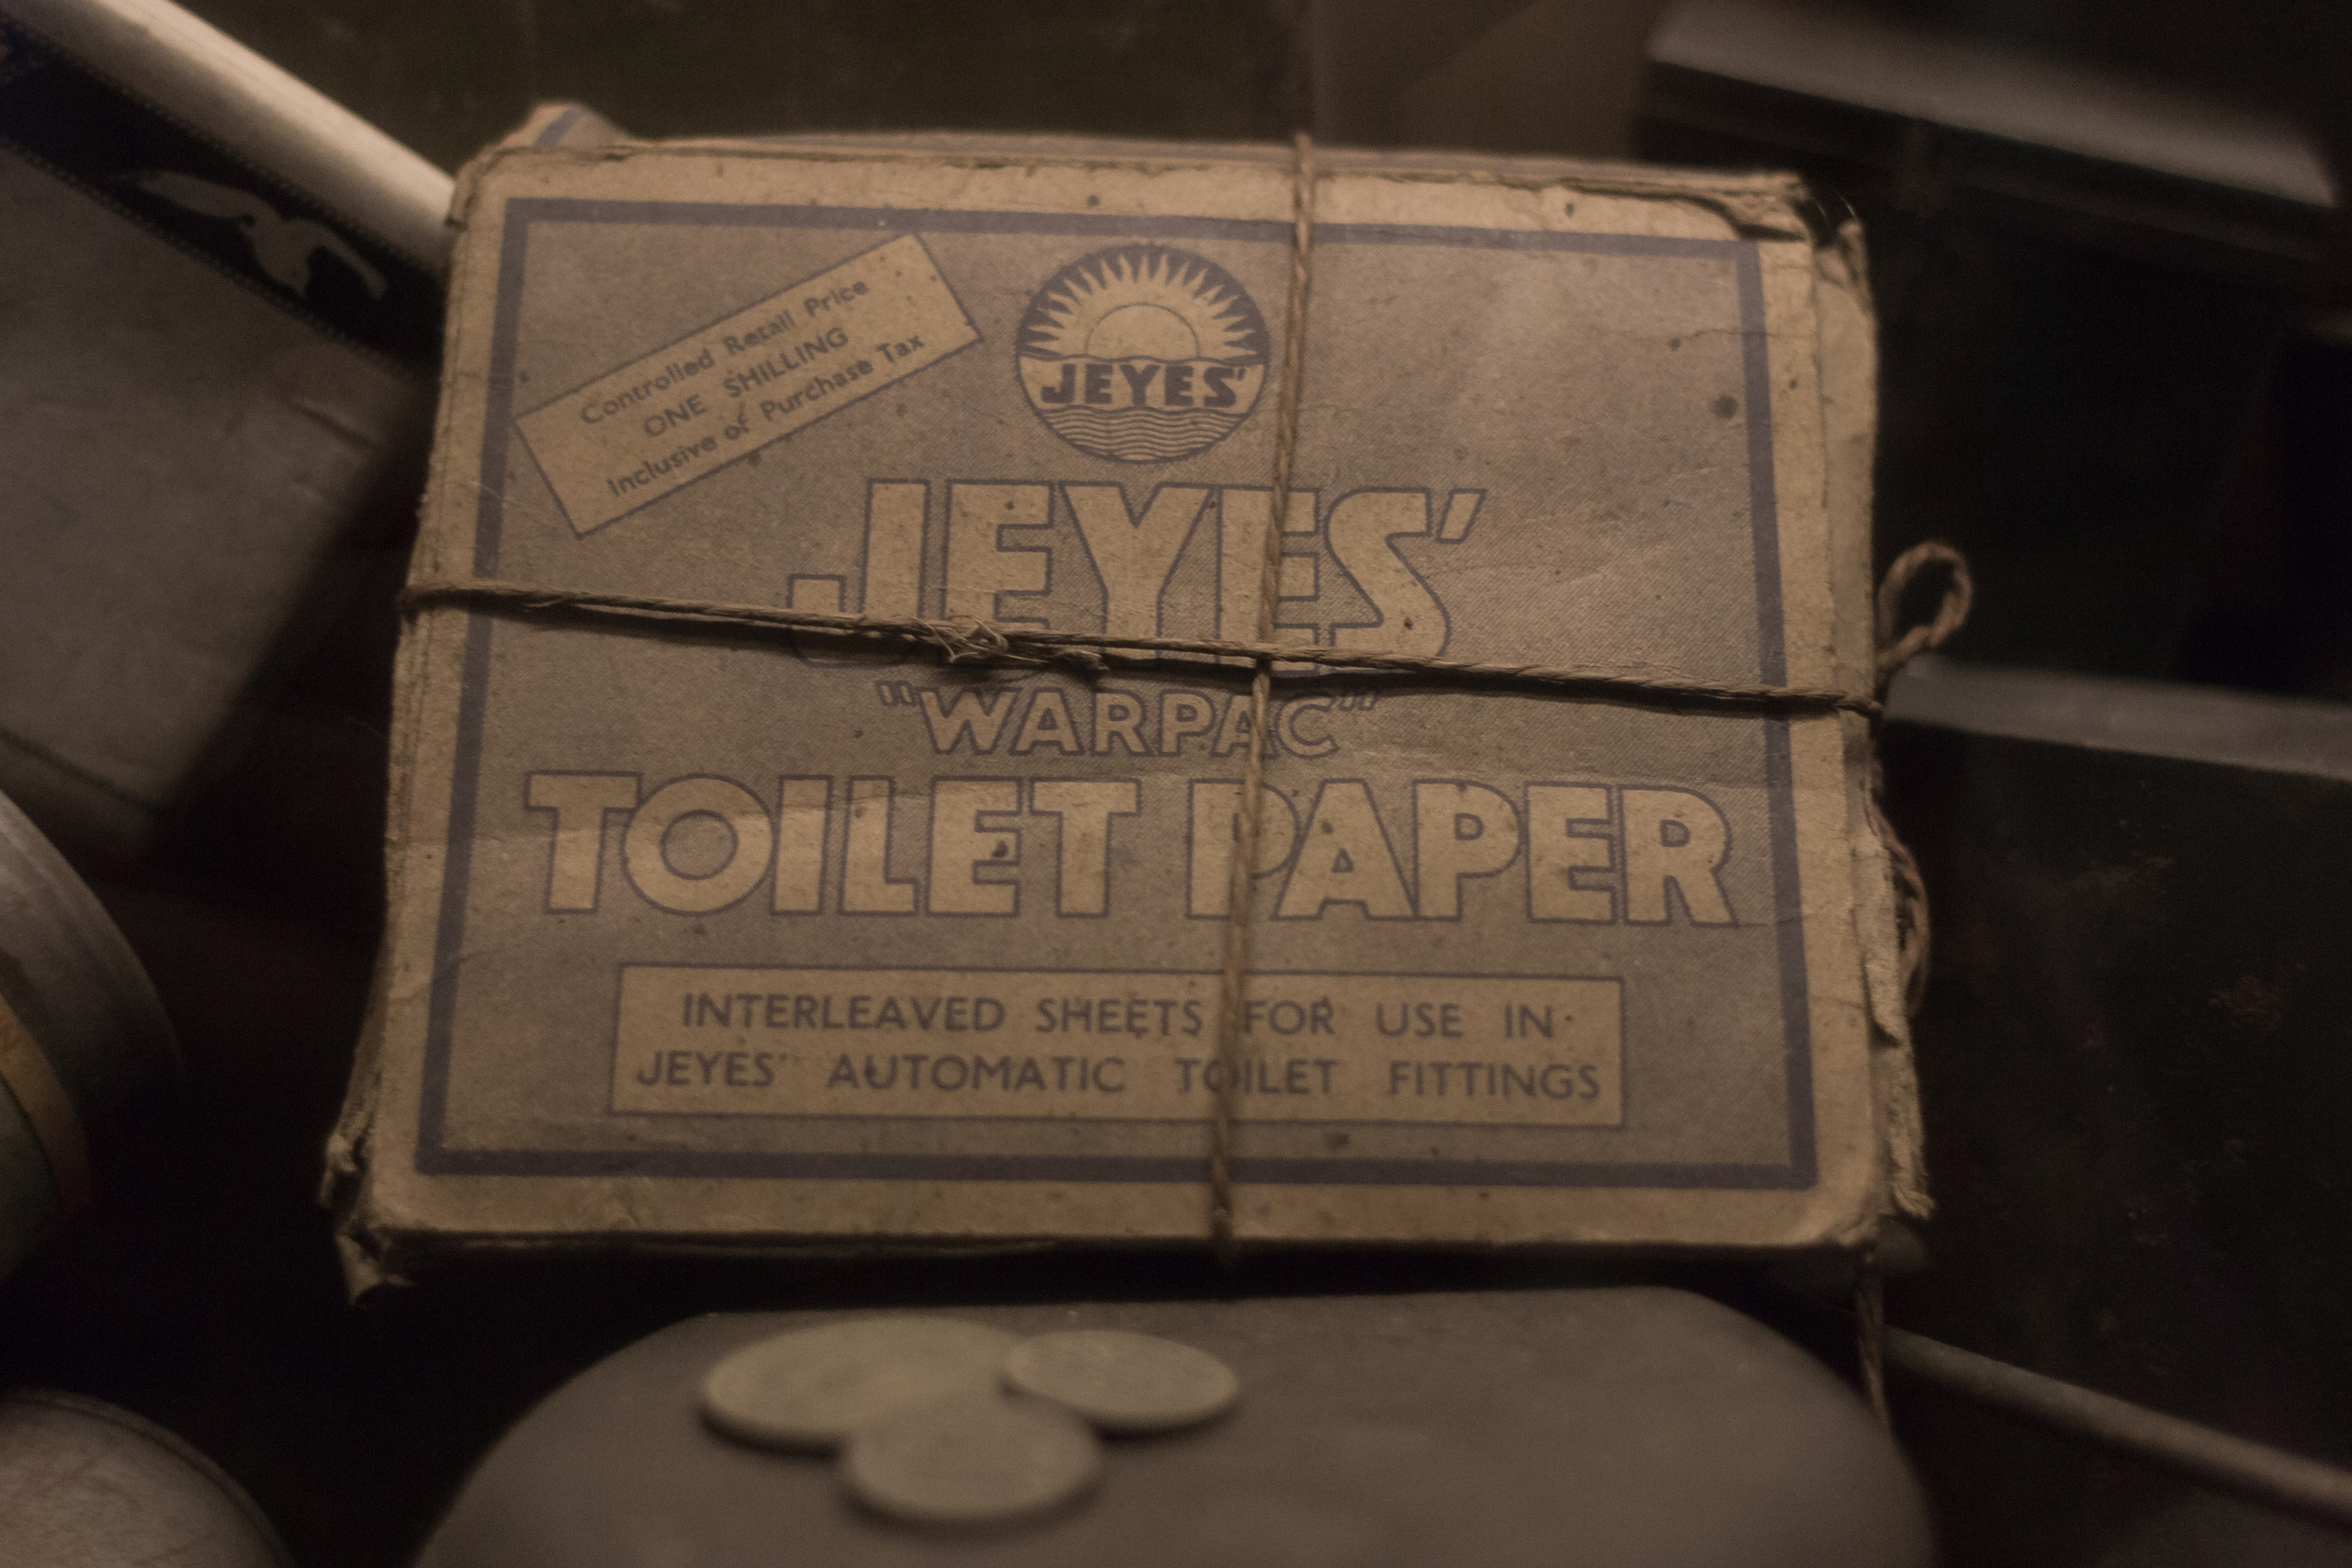 Controlled Retail Price
ONE SHILLING
Inclusive of Purchase Tax
JEYES'
JEYES'
"WARPAC"
TOILET PAPER
INTERLEAVED SHEETS FOR USE IN
JEYES' AUTOMATIC TOILET FITTINGS